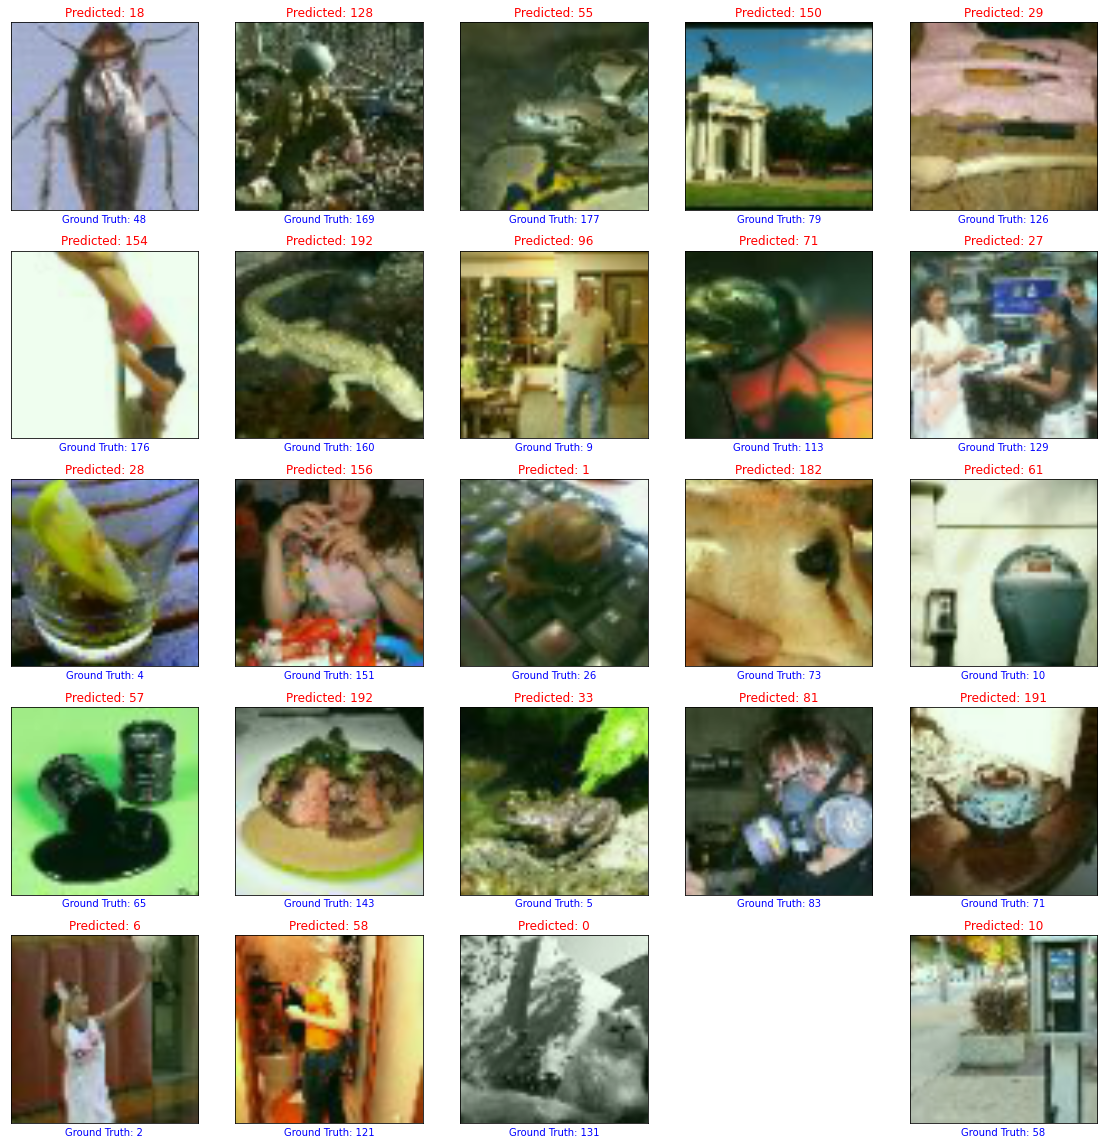 Predicted: 18 Predicted: 128 Predicted: 55 Predicted: 150 Predicted: 29
Ground Truth: 48 Ground Truth: 169 Ground Truth: 177 Ground Truth: 79 Ground Truth: 126
Predicted: 154 Predicted: 192 Predicted: 96 Predicted: 71 Predicted: 27
Ground Truth: 176 Ground Truth: 160 Ground Truth: 9 Ground Truth: 113 Ground Truth: 129
Predicted: 28 Predicted: 156 Predicted: 1 Predicted: 182 Predicted: 61
Ground Truth: 4 Ground Truth: 151 Ground Truth: 26 Ground Truth: 73 Ground Truth: 10
Predicted: 57 Predicted: 192 Predicted: 33 Predicted: 81 Predicted: 191
Ground Truth: 65 Ground Truth: 143 Ground Truth: 5 Ground Truth: 83 Ground Truth: 71
Predicted: 6 Predicted: 58 Predicted: 0 Predicted: 10
Ground Truth: 2 Ground Truth: 121 Ground Truth: 131 Ground Truth: 58